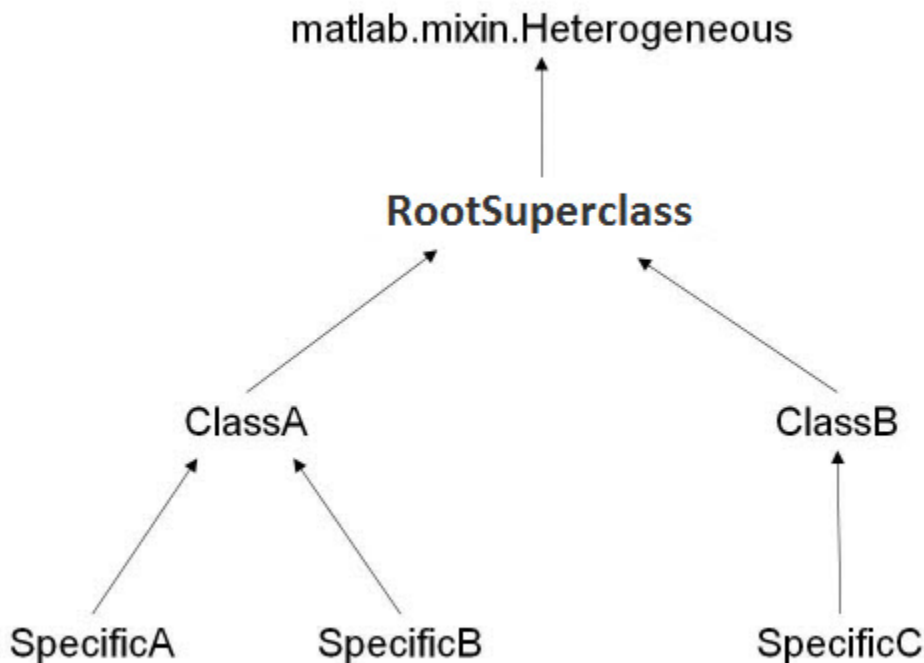 matlab.mixin.Heterogeneous
RootSuperclass
ClassA
ClassB
SpecificA
SpecificB
SpecificC